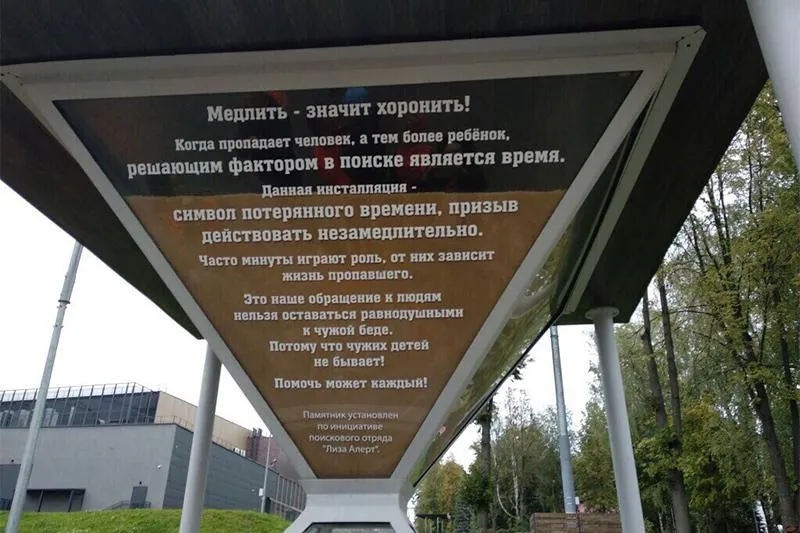 Медлить - значит хоронить!
Когда пропадает человек, а тем более ребёнок,
решающим фактором в поиске является время.
Данная инсталляция -
символ потерянного времени, призыв
действовать незамедлительно.
Часто минуты играют роль, от них зависит
жизнь пропавшего.
Это наше обращение к людям
нельзя оставаться равнодушными
к чужой беде.
Потому что чужих детей
не бывает!
Помочь может каждый!
Памятник установлен
по инициативе
поискового отряда
"Лиза Алерт".